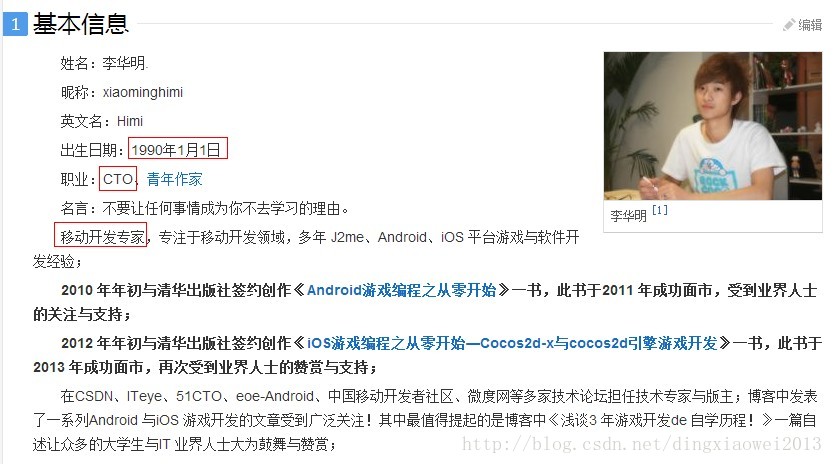 1 基本信息
编辑
姓名：李华明.
昵称：xiaominghimi
英文名：Himi
出生日期：1990年1月1日
职业：CTO、青年作家
名言：不要让任何事情成为你不去学习的理由。
李华明 [1]
移动开发专家，专注于移动开发领域，多年 J2me、Android、iOS 平台游戏与软件开
发经验；
2010 年年初与清华出版社签约创作《Android游戏编程之从零开始》一书，此书于2011 年成功面市，受到业界人士
的关注与支持；
2012 年年初与清华出版社签约创作《iOS游戏编程之从零开始—Cocos2d-x与cocos2d引擎游戏开发》一书，此书于
2013 年成功面市，再次受到业界人士的赞赏与支持；
在CSDN、ITeye、51CTO、eoe-Android、中国移动开发者社区、微度网等多家技术论坛担任技术专家与版主；博客中发表
了一系列Android 与iOS 游戏开发的文章受到广泛关注！其中最值得提起的是博客中《浅谈3 年游戏开发de 自学历程！》一篇自
述让众多的大学生与IT 业界人士大为鼓舞与赞赏；
http://blog.csdn.net/dingxiaowei2013